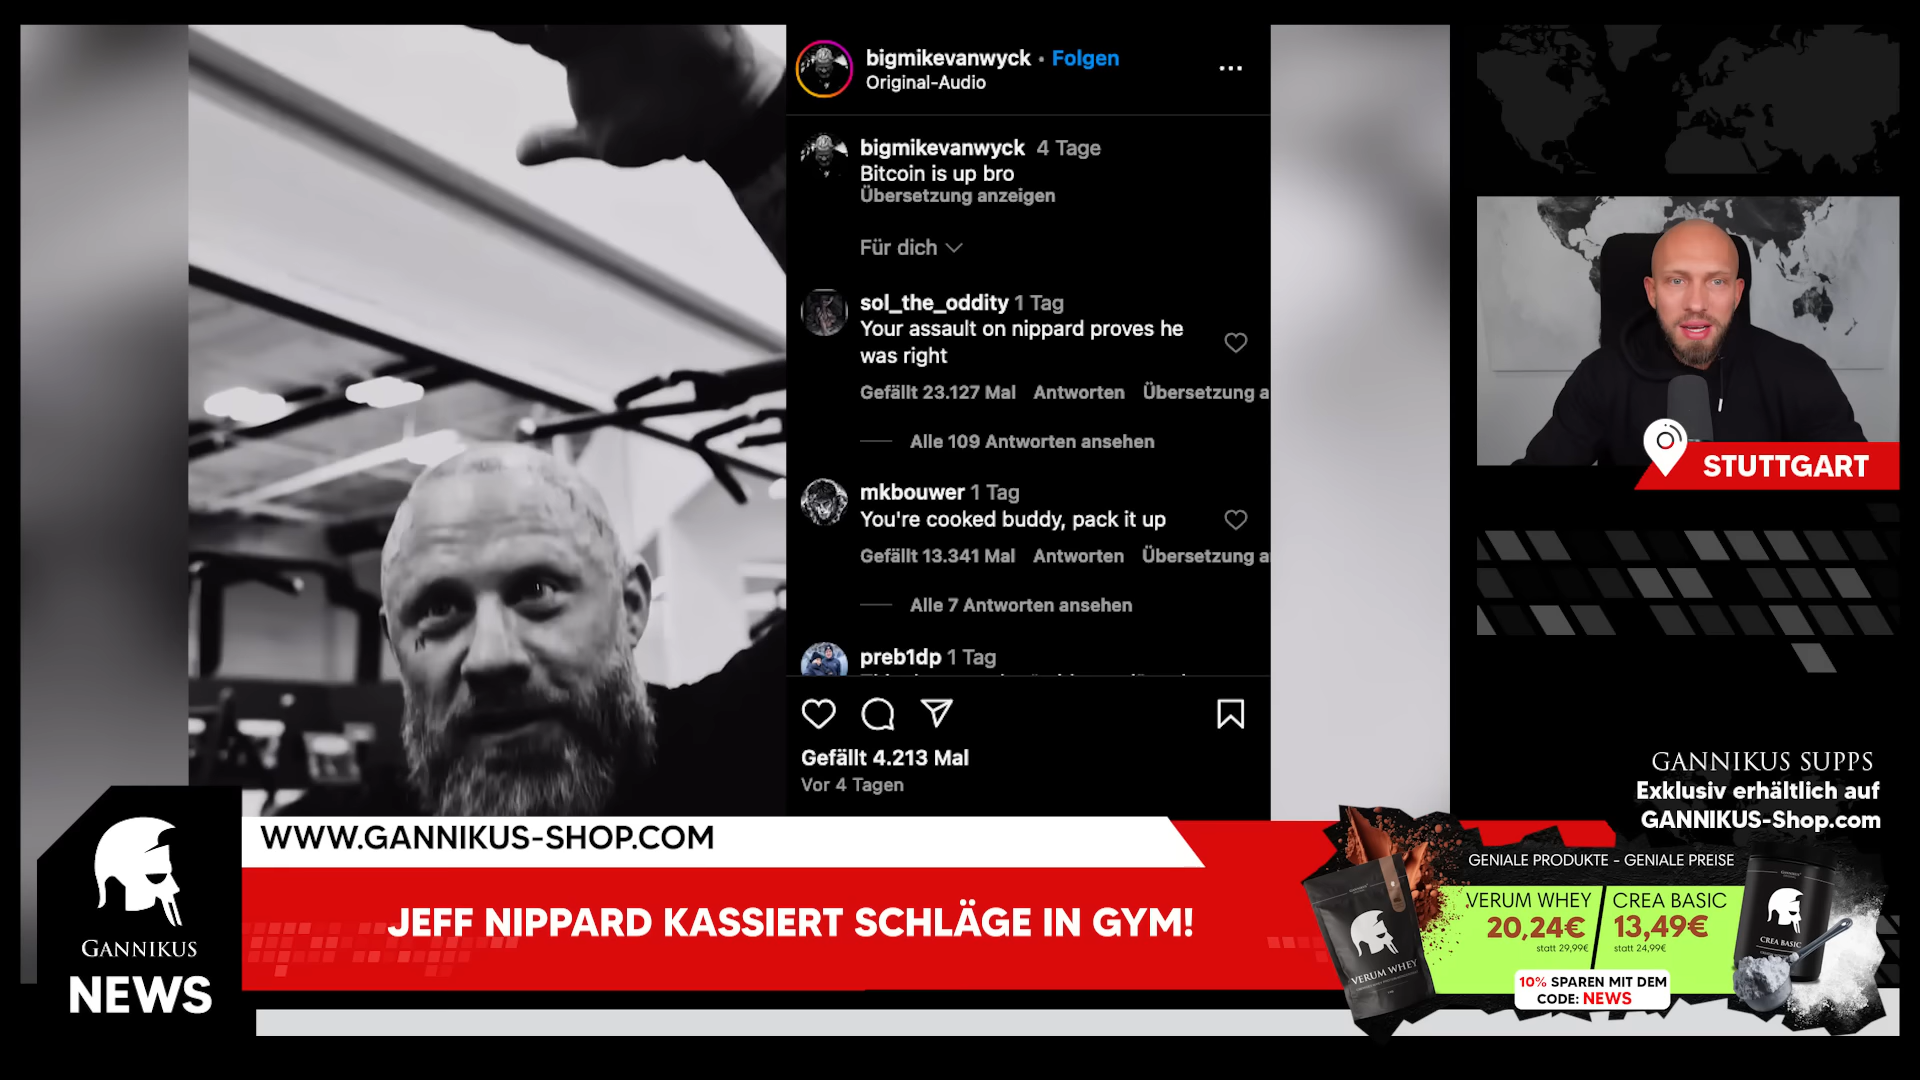 bigmikevanwyck • Folgen
Original-Audio
bigmikevanwyck 4 Tage
Bitcoin is up bro
Übersetzung anzeigen
Für dich
sol_the_oddity 1 Tag
Your assault on nippard proves he
was right
Gefällt 23.127 Mal Antworten Übersetzung a
Alle 109 Antworten ansehen
mkbouwer 1 Tag
You're cooked buddy, pack it up
Gefällt 13.341 Mal Antworten Übersetzung a
Alle 7 Antworten ansehen
preb1dp 1 Tag
Gefällt 4.213 Mal
Vor 4 Tagen
STUTTGART
GANNIKUS SUPPS
Exklusiv erhältlich auf
GANNIKUS-Shop.com
WWW.GANNIKUS-SHOP.COM
JEFF NIPPARD KASSIERT SCHLÄGE IN GYM!
GANNIKUS
NEWS
GENIALE PRODUKTE - GENIALE PREISE
VERUM WHEY
20,24€
statt 29,99€
CREA BASIC
13,49€
statt 24,99€
10% SPAREN MIT DEM
CODE: NEWS
VERUM WHEY
CREA BASIC